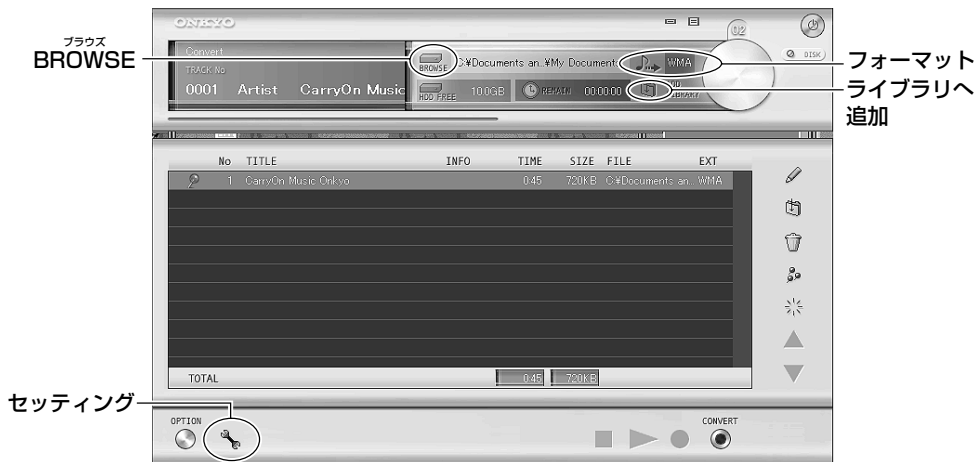 ONKYO
02
ブラウズ
BROWSE
Convert
TRACK No
0001 Artist CarryOn Music
BROWSE
C:¥Documents an..¥My Document
WMA
HDD FREE
10.0GB
REMAIN
00:00:00
LIBRARY
DISK
フォーマット
ライブラリへ
追加
No TITLE INFO TIME SIZE FILE EXT
1 CarryOn Music Onkyo 0:45 720KB C:¥Documents an... WMA
TOTAL 0:45 720KB
セッティング
OPTION
CONVERT